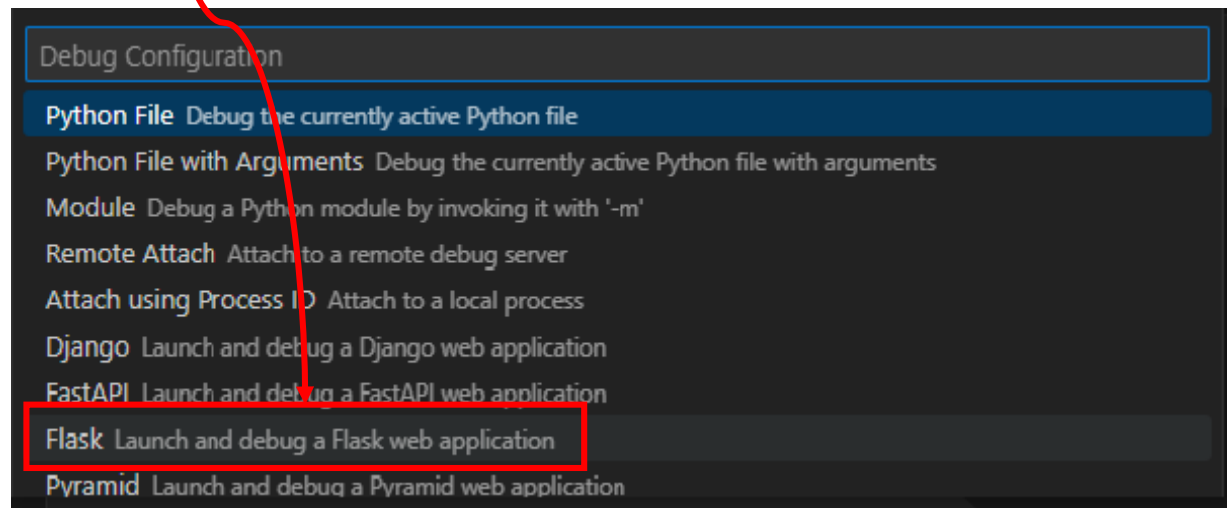 Debug Configuration
Python File Debug the currently active Python file
Python File with Arguments Debug the currently active Python file with arguments
Module Debug a Python module by invoking it with '-m'
Remote Attach Attach to a remote debug server
Attach using Process ID Attach to a local process
Django Launch and debug a Django web application
FastAPI Launch and debug a FastAPI web application
Flask Launch and debug a Flask web application
Pyramid Launch and debug a Pyramid web application